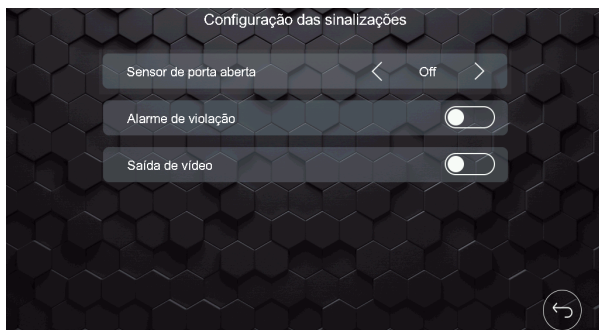 Configuração das sinalizações
Sensor de porta aberta Off
Alarme de violação
Saída de vídeo